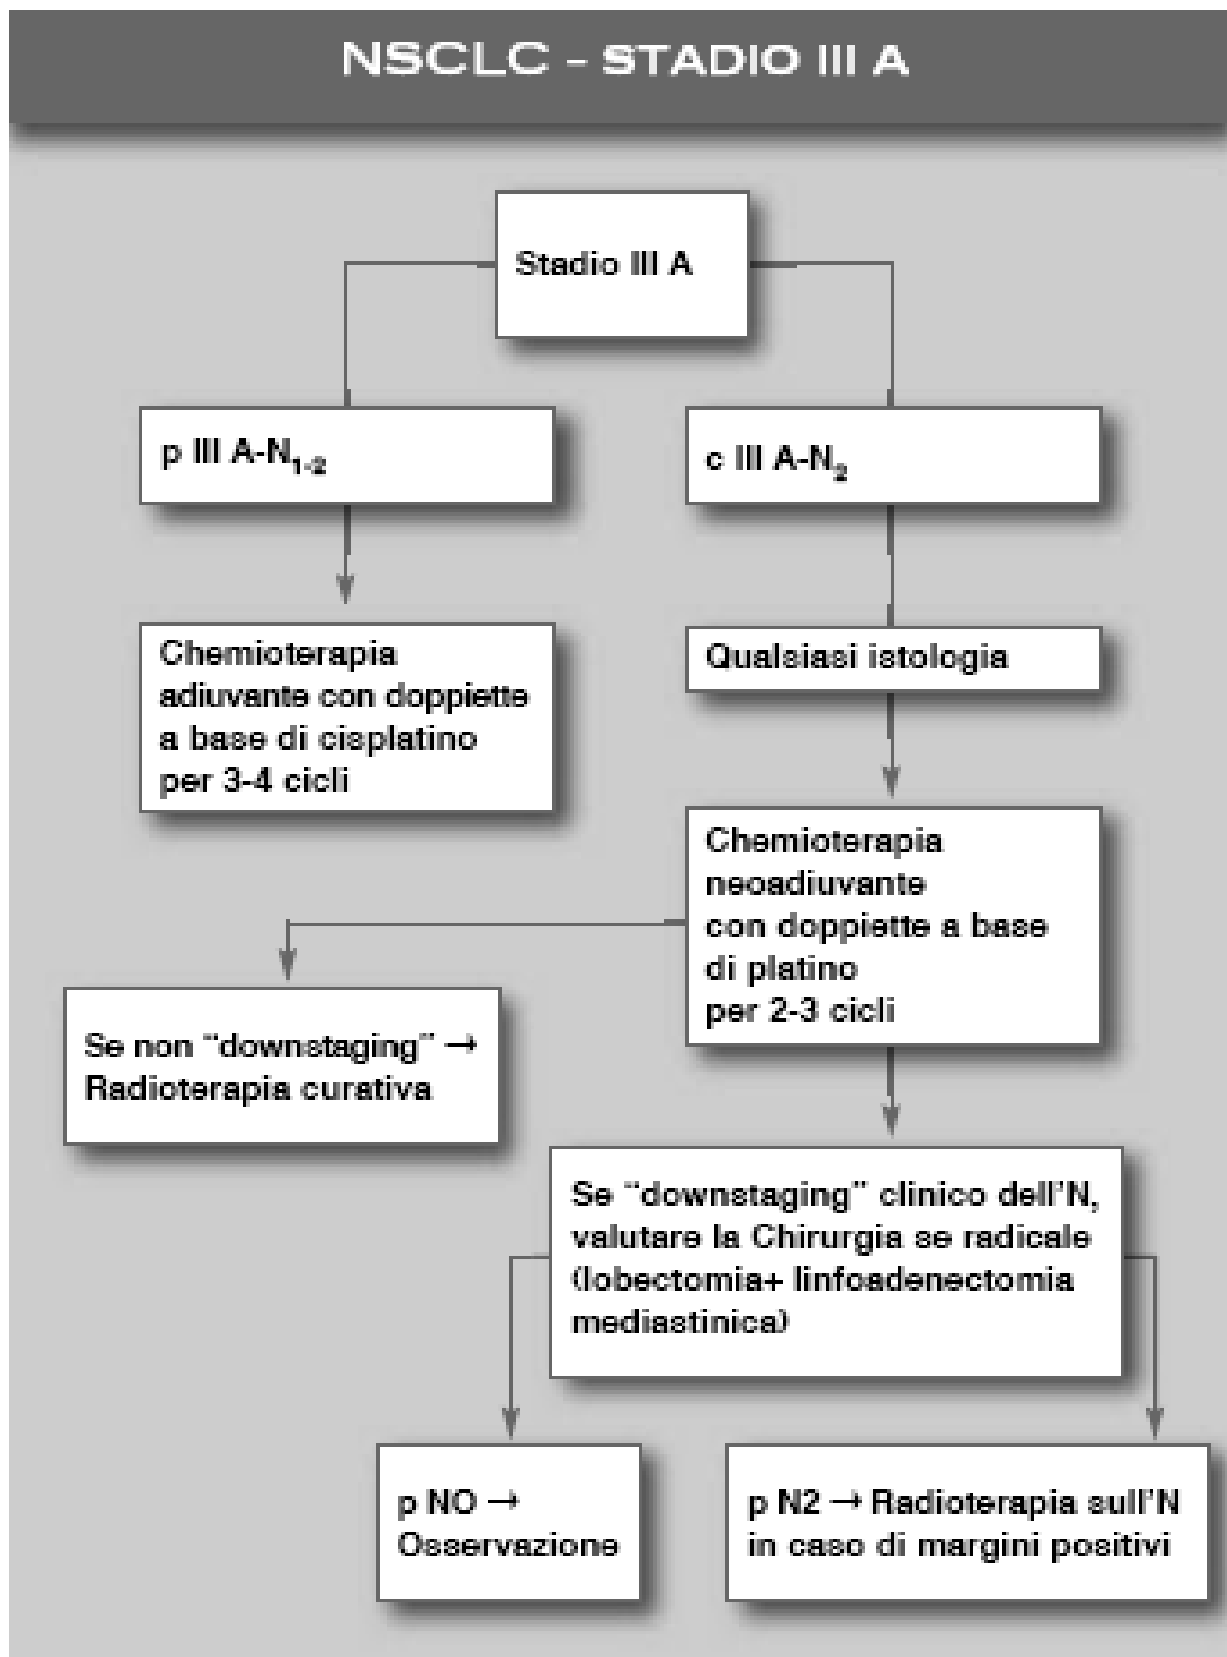 NSCLC - STADIO III A
Stadio III A
p III A-N1-2
c III A-N2
Chemioterapia
adiuvante con doppiette
a base di cisplatino
per 3-4 cicli
Qualsiasi istologia
Chemioterapia
neoadiuvante
con doppiette a base
di platino
per 2-3 cicli
Se non “downstaging” →
Radioterapia curativa
Se “downstaging” clinico dell’N,
valutare la Chirurgia se radicale
(lobectomia+ linfoadenectomia
mediastinica)
p NO →
Osservazione
p N2 → Radioterapia sull’N
in caso di margini positivi